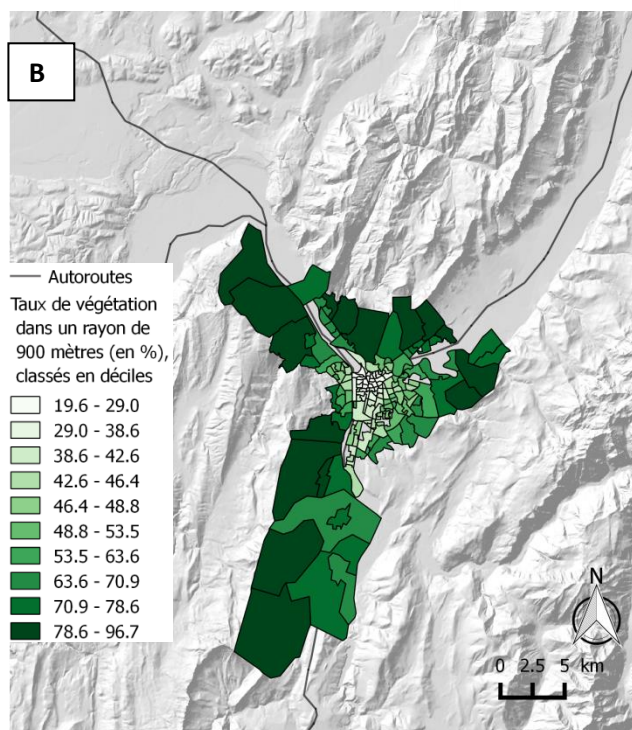 B
Autoroutes
Taux de végétation
dans un rayon de
900 mètres (en %),
classés en déciles
19.6 - 29.0
29.0 - 38.6
38.6 - 42.6
42.6 - 46.4
46.4 - 48.8
48.8 - 53.5
53.5 - 63.6
63.6 - 70.9
70.9 - 78.6
78.6 - 96.7
N
0 2.5 5 km